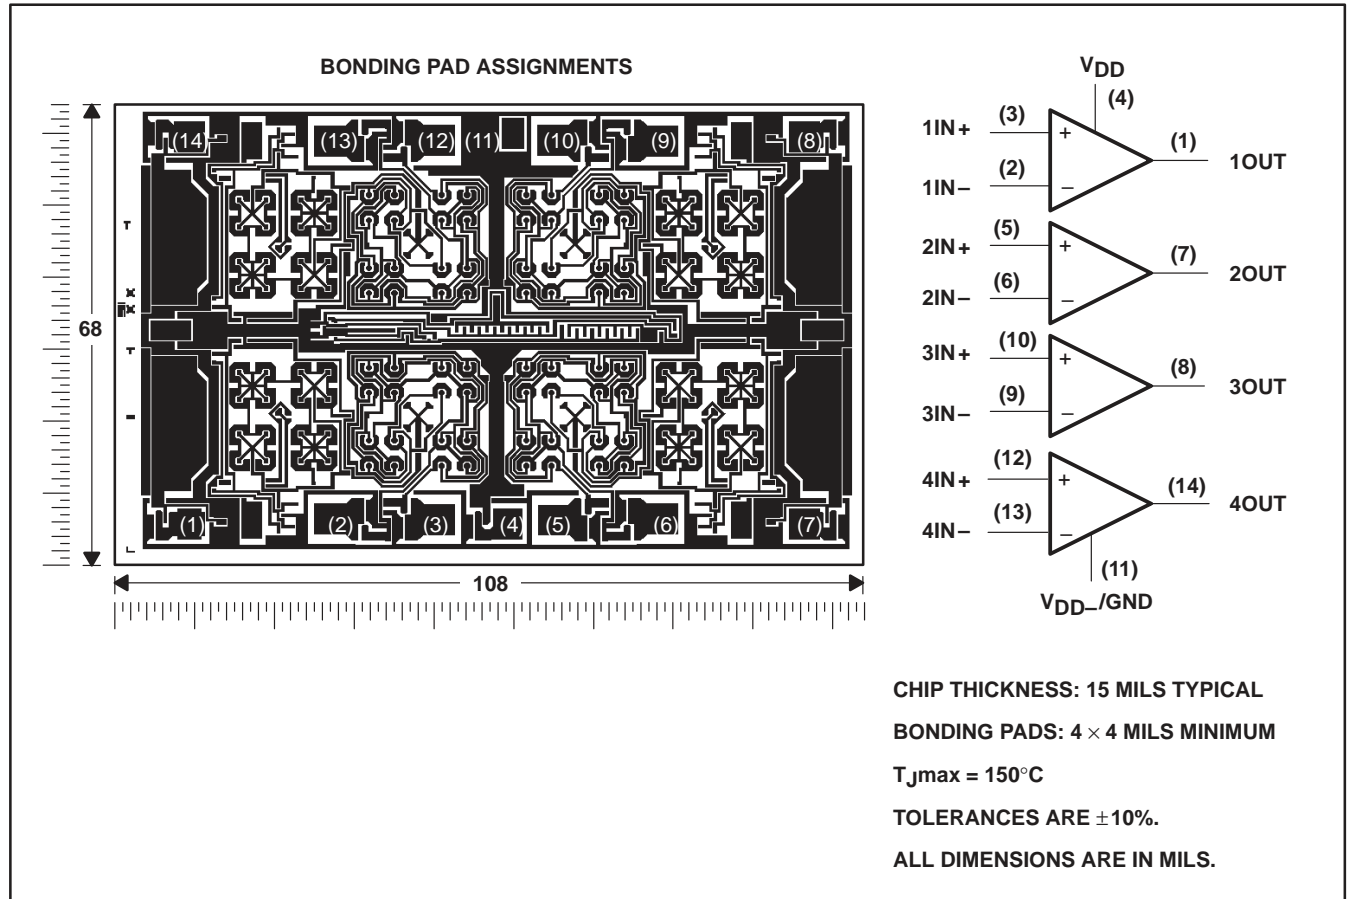 BONDING PAD ASSIGNMENTS
(14) (13) (12) (11) (10) (9) (8)
68
(1) (2) (3) (4) (5) (6) (7)
108
VDD
(4)
1IN+ (3) + (1) 1OUT
1IN− (2) −
2IN+ (5) + (7) 2OUT
2IN− (6) −
3IN+ (10) + (8) 3OUT
3IN− (9) −
4IN+ (12) + (14) 4OUT
4IN− (13) −
(11)
VDD−/GND
CHIP THICKNESS: 15 MILS TYPICAL
BONDING PADS: 4 × 4 MILS MINIMUM
TJmax = 150°C
TOLERANCES ARE ±10%.
ALL DIMENSIONS ARE IN MILS.